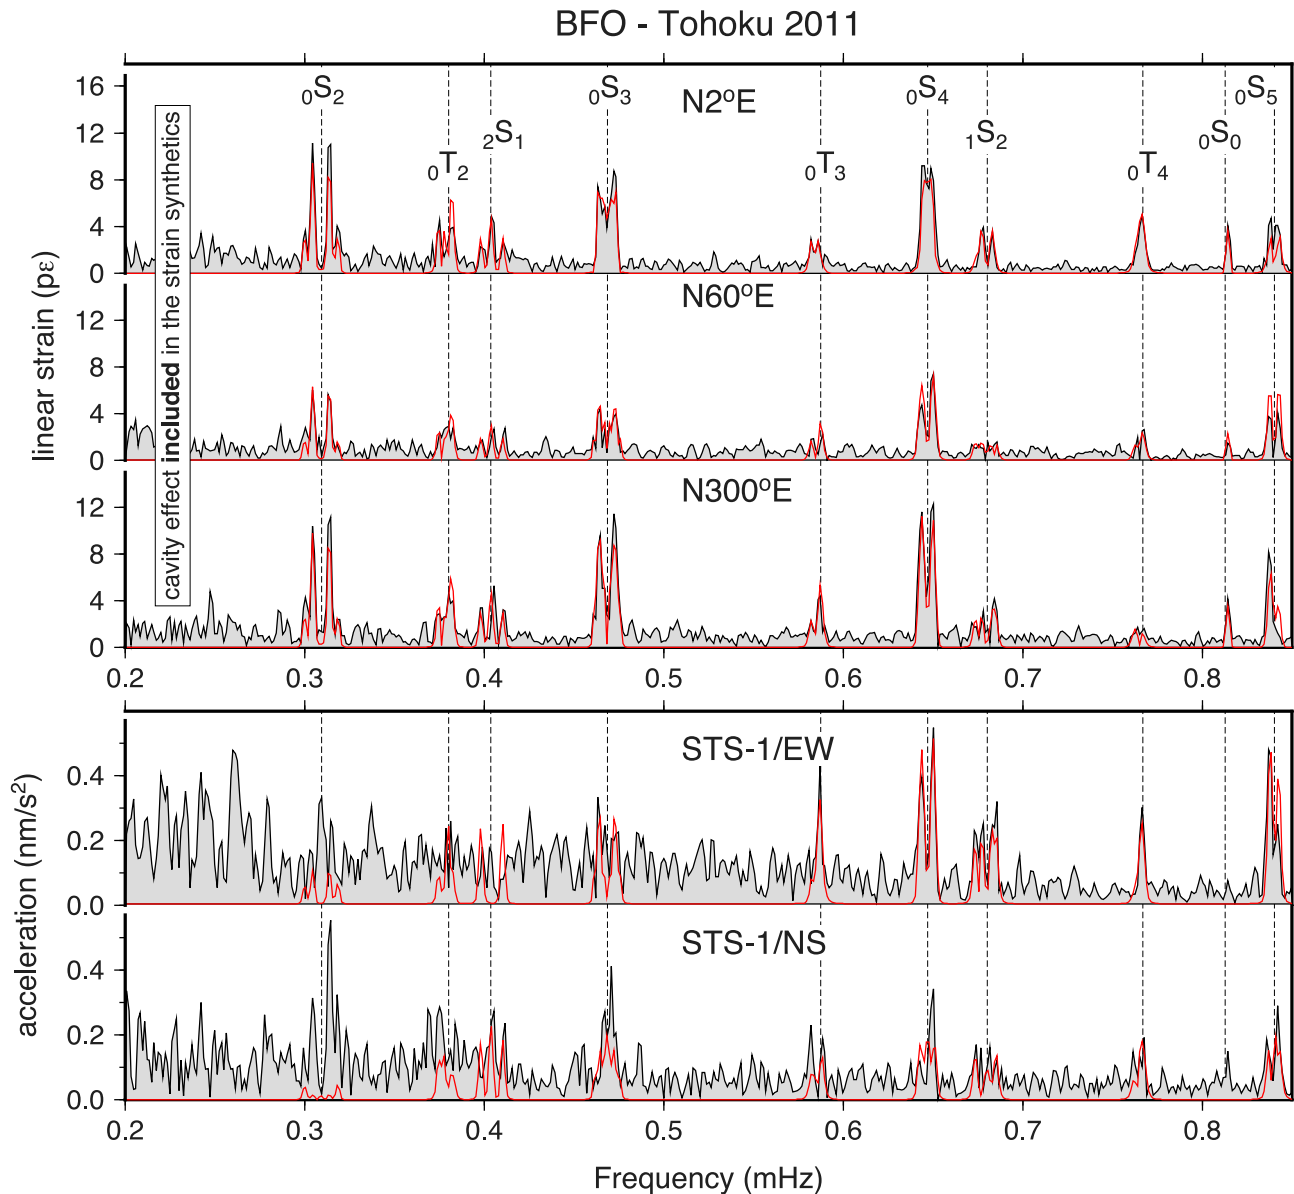 BFO - Tohoku 2011
linear strain (pε)
16
12
8
4
0
cavity effect included in the strain synthetics
₀S₂
₀T₂
₂S₁
₀S₃
N2ºE
₀T₃
₀S₄
₁S₂
₀T₄
₀S₀
₀S₅
12
8
4
0
N60ºE
12
8
4
0
N300ºE
0.2 0.3 0.4 0.5 0.6 0.7 0.8
acceleration (nm/s²)
0.4
0.2
0.0
STS-1/EW
0.4
0.2
0.0
STS-1/NS
0.2 0.3 0.4 0.5 0.6 0.7 0.8
Frequency (mHz)